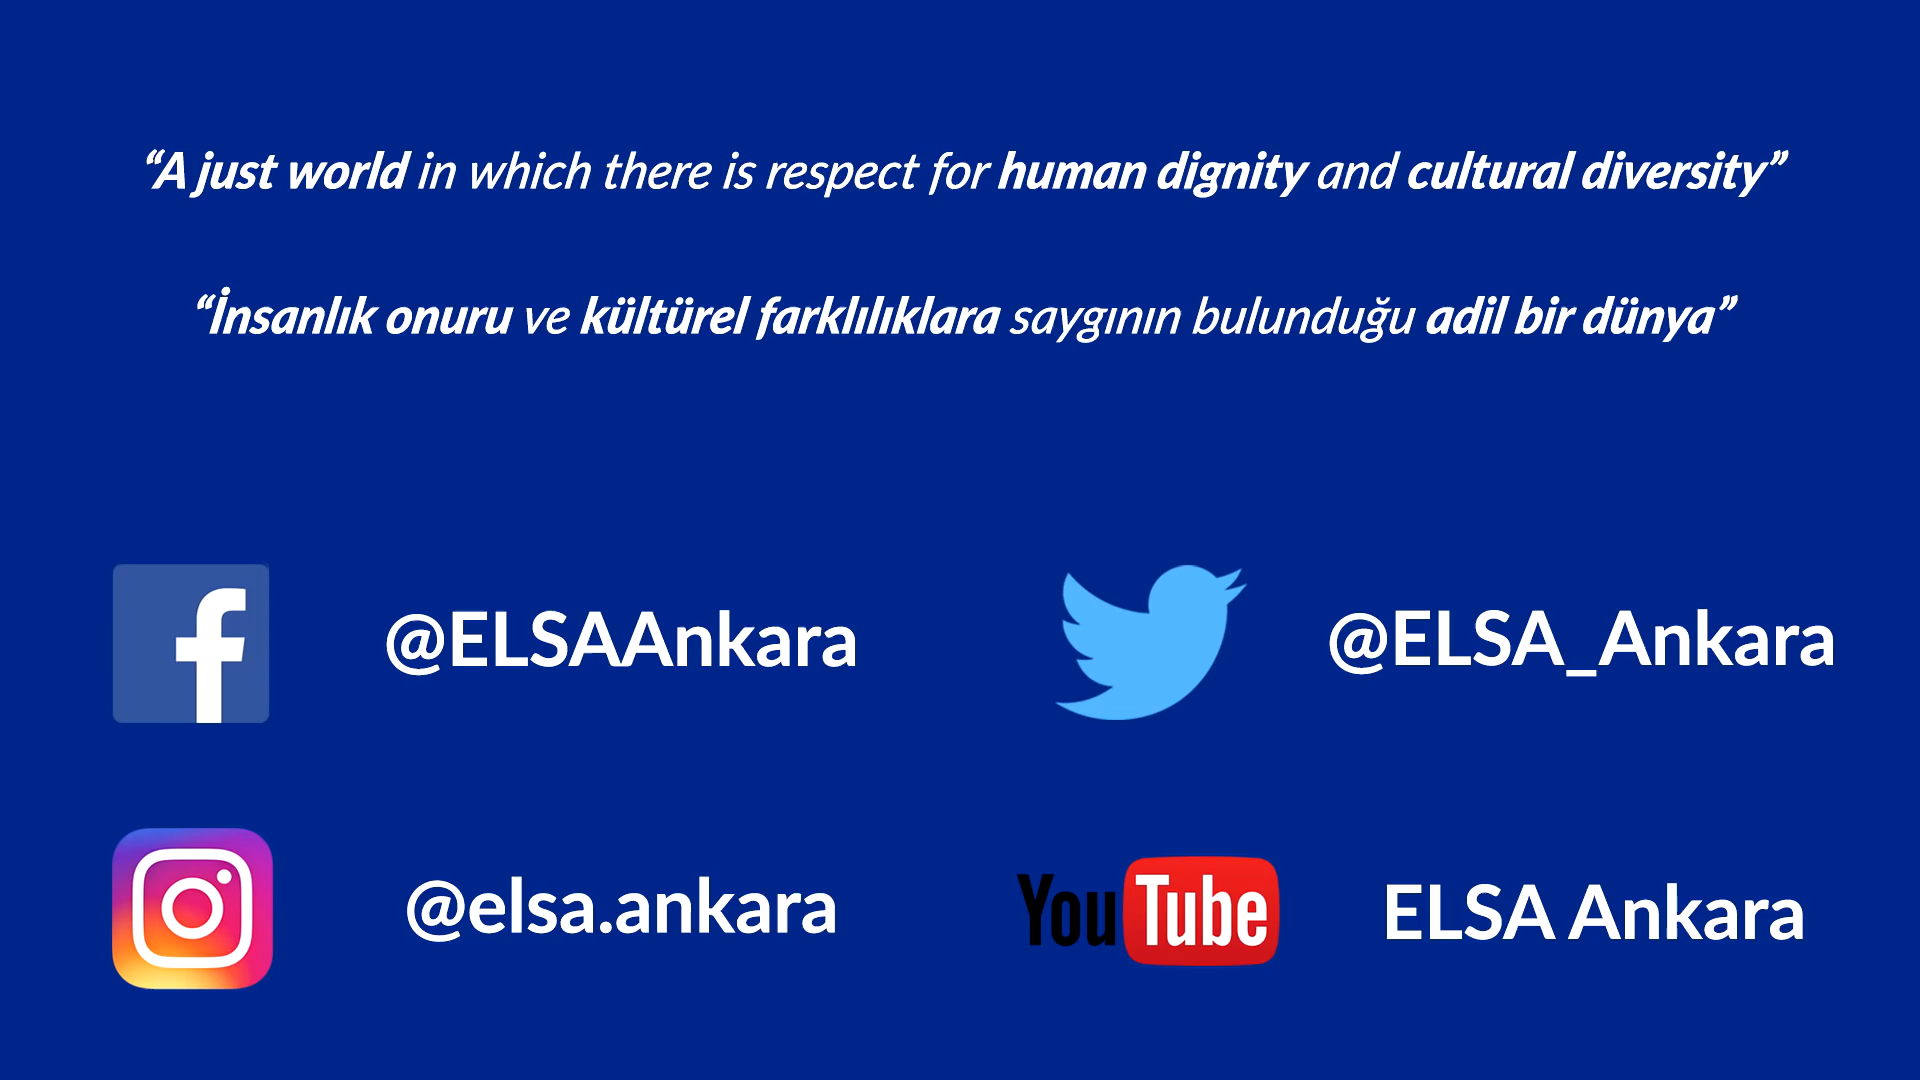 “A just world in which there is respect for human dignity and cultural diversity”
“İnsanlık onuru ve kültürel farklılıklara saygının bulunduğu adil bir dünya”
@ELSAAnkara
@ELSA_Ankara
@elsa.ankara
YouTube
ELSA Ankara